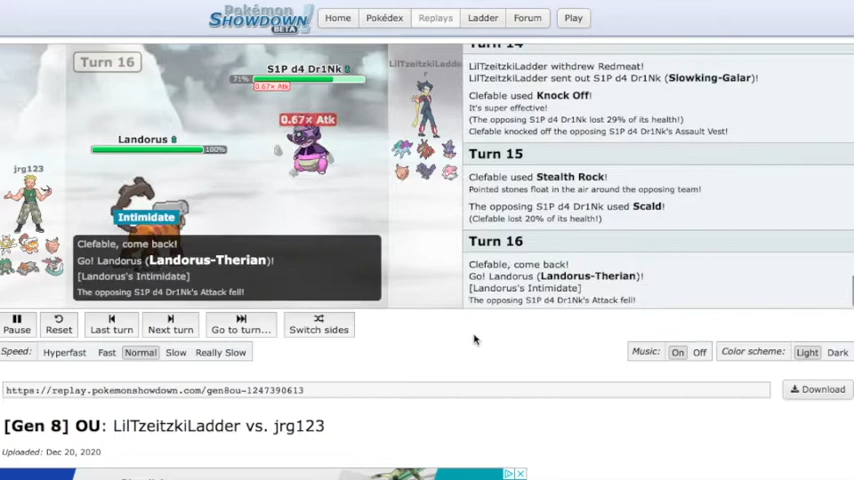 Pokémon
SHOWDOWN!
BETA
Home
Pokédex
Replays
Ladder
Forum
Play
Turn 16
S1P d4 Dr1Nk
71%
0.67× Atk
0.67× Atk
Landorus
100%
jrg123
LilTzeitzkiLadde
r
Intimidate
Clefable, come back!
Go! Landorus (Landorus-Therian)!
[Landorus's Intimidate]
The opposing S1P d4 Dr1Nk's Attack fell!
Turn 14
LilTzeitzkiLadder withdrew Redmeat!
LilTzeitzkiLadder sent out S1P d4 Dr1Nk (Slowking-Galar)!
Clefable used Knock Off!
It's super effective!
(The opposing S1P d4 Dr1Nk lost 29% of its health!)
Clefable knocked off the opposing S1P d4 Dr1Nk's Assault Vest!
Turn 15
Clefable used Stealth Rock!
Pointed stones float in the air around the opposing team!
The opposing S1P d4 Dr1Nk used Scald!
(Clefable lost 20% of its health!)
Turn 16
Clefable, come back!
Go! Landorus (Landorus-Therian)!
[Landorus's Intimidate]
The opposing S1P d4 Dr1Nk's Attack fell!
Pause
Reset
Last turn
Next turn
Go to turn...
Switch sides
Speed:
Hyperfast
Fast
Normal
Slow
Really Slow
Music:
On
Off
Color scheme:
Light
Dark
https://replay.pokemonshowdown.com/gen8ou-1247390613
Download
[Gen 8] OU: LilTzeitzkiLadder vs. jrg123
Uploaded: Dec 20, 2020